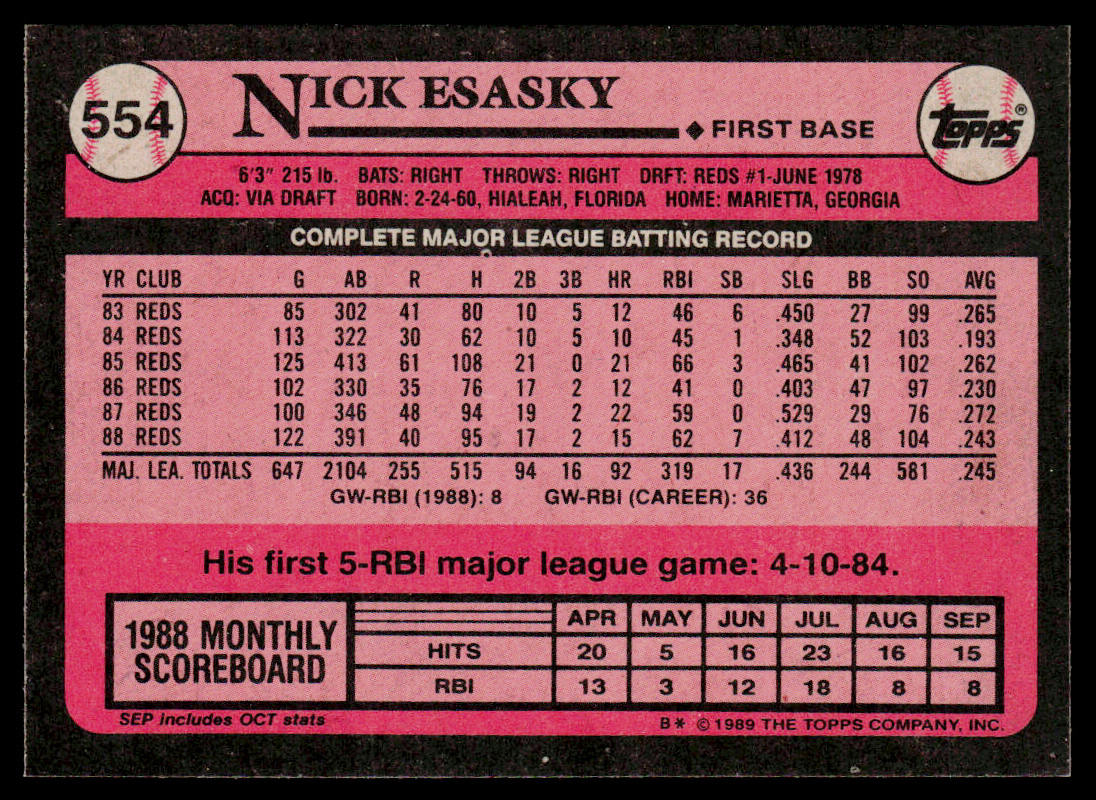 554
NICK ESASKY
◆ FIRST BASE
Topps®
6'3" 215 lb. BATS: RIGHT THROWS: RIGHT DRFT: REDS #1-JUNE 1978
ACQ: VIA DRAFT BORN: 2-24-60, HIALEAH, FLORIDA HOME: MARIETTA, GEORGIA
COMPLETE MAJOR LEAGUE BATTING RECORD
YR CLUB G AB R H 2B 3B HR RBI SB SLG BB SO AVG
83 REDS 85 302 41 80 10 5 12 46 6 .450 27 99 .265
84 REDS 113 322 30 62 10 5 10 45 1 .348 52 103 .193
85 REDS 125 413 61 108 21 0 21 66 3 .465 41 102 .262
86 REDS 102 330 35 76 17 2 12 41 0 .403 47 97 .230
87 REDS 100 346 48 94 19 2 22 59 0 .529 29 76 .272
88 REDS 122 391 40 95 17 2 15 62 7 .412 48 104 .243
MAJ. LEA. TOTALS 647 2104 255 515 94 16 92 319 17 .436 244 581 .245
GW-RBI (1988): 8 GW-RBI (CAREER): 36
His first 5-RBI major league game: 4-10-84.
1988 MONTHLY
SCOREBOARD
APR MAY JUN JUL AUG SEP
HITS 20 5 16 23 16 15
RBI 13 3 12 18 8 8
SEP includes OCT stats
B* © 1989 THE TOPPS COMPANY, INC.